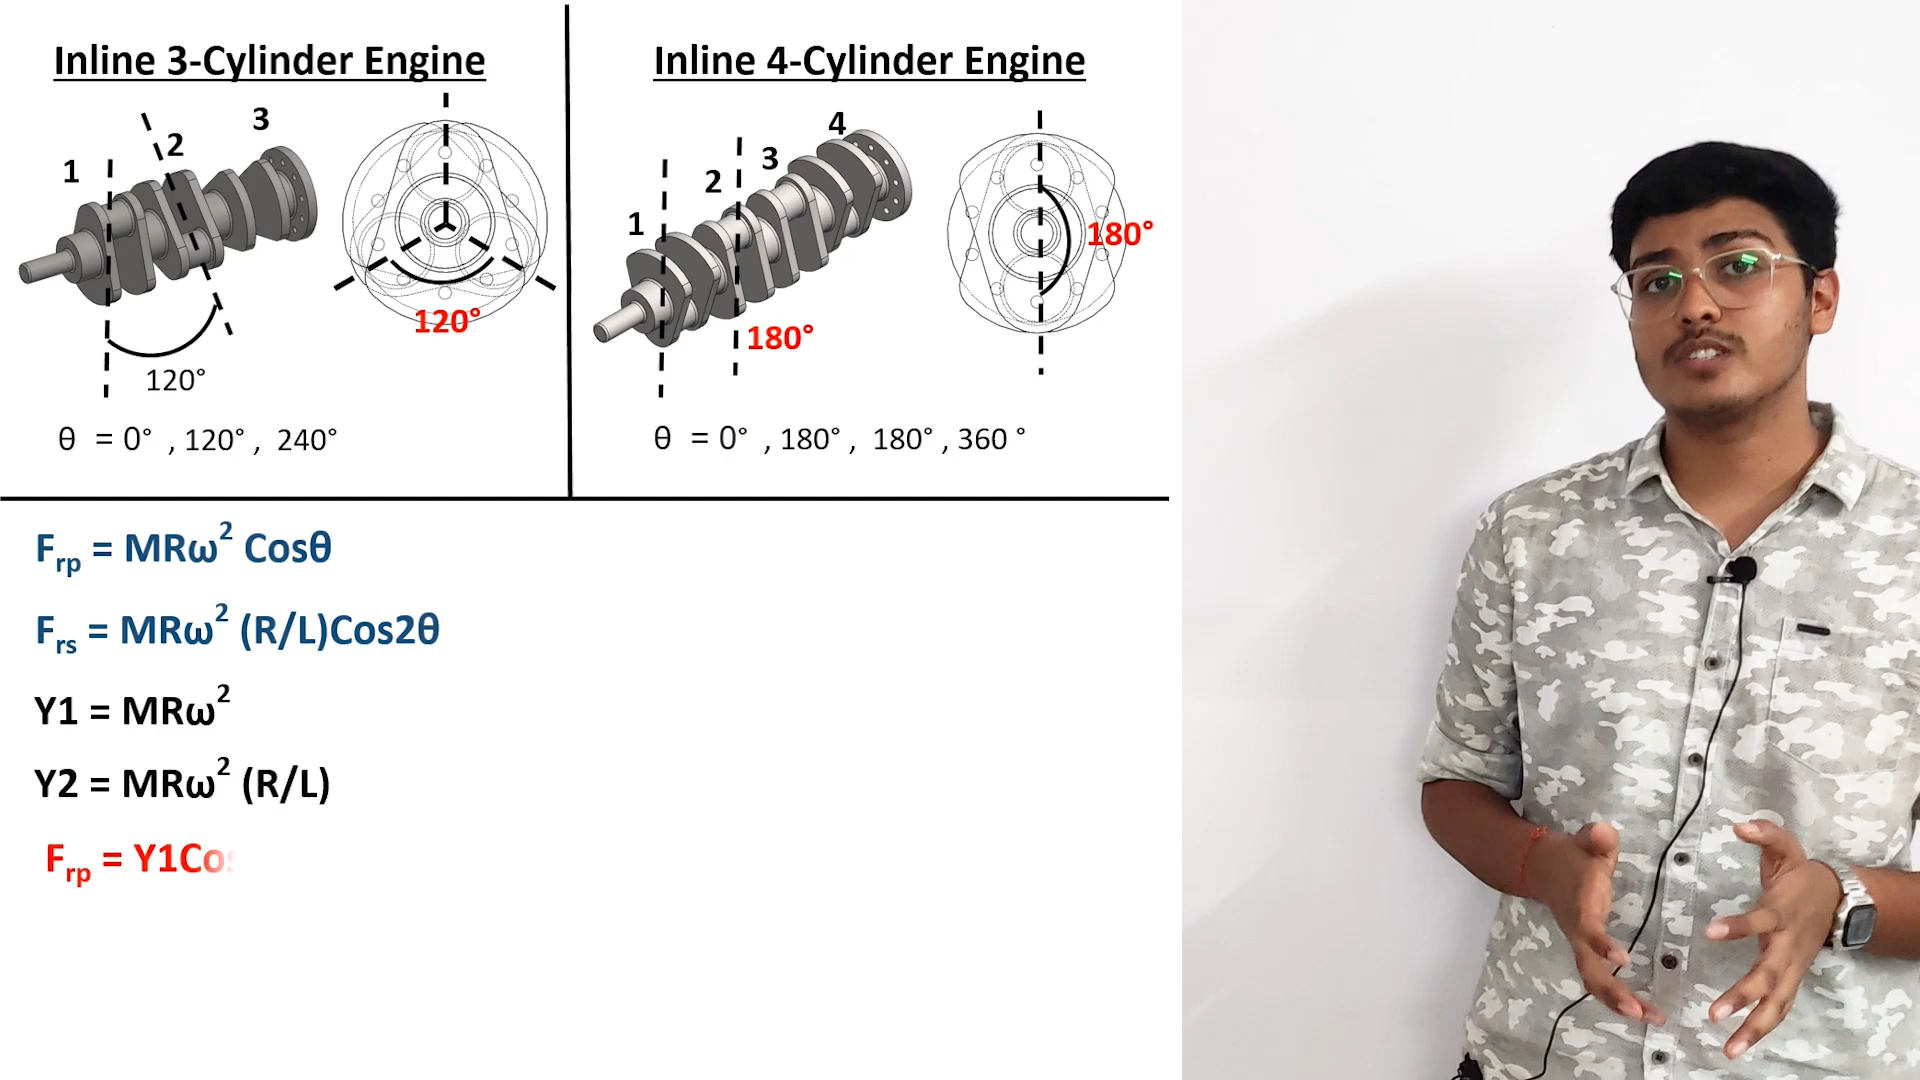 Inline 3-Cylinder Engine
1
2
3
120°
120°
θ = 0° , 120° , 240°
Inline 4-Cylinder Engine
1
2
3
4
180°
180°
θ = 0° , 180° , 180° , 360 °
Frp = MRω² Cosθ
Frs = MRω² (R/L)Cos2θ
Y1 = MRω²
Y2 = MRω² (R/L)
Frp = Y1Cos